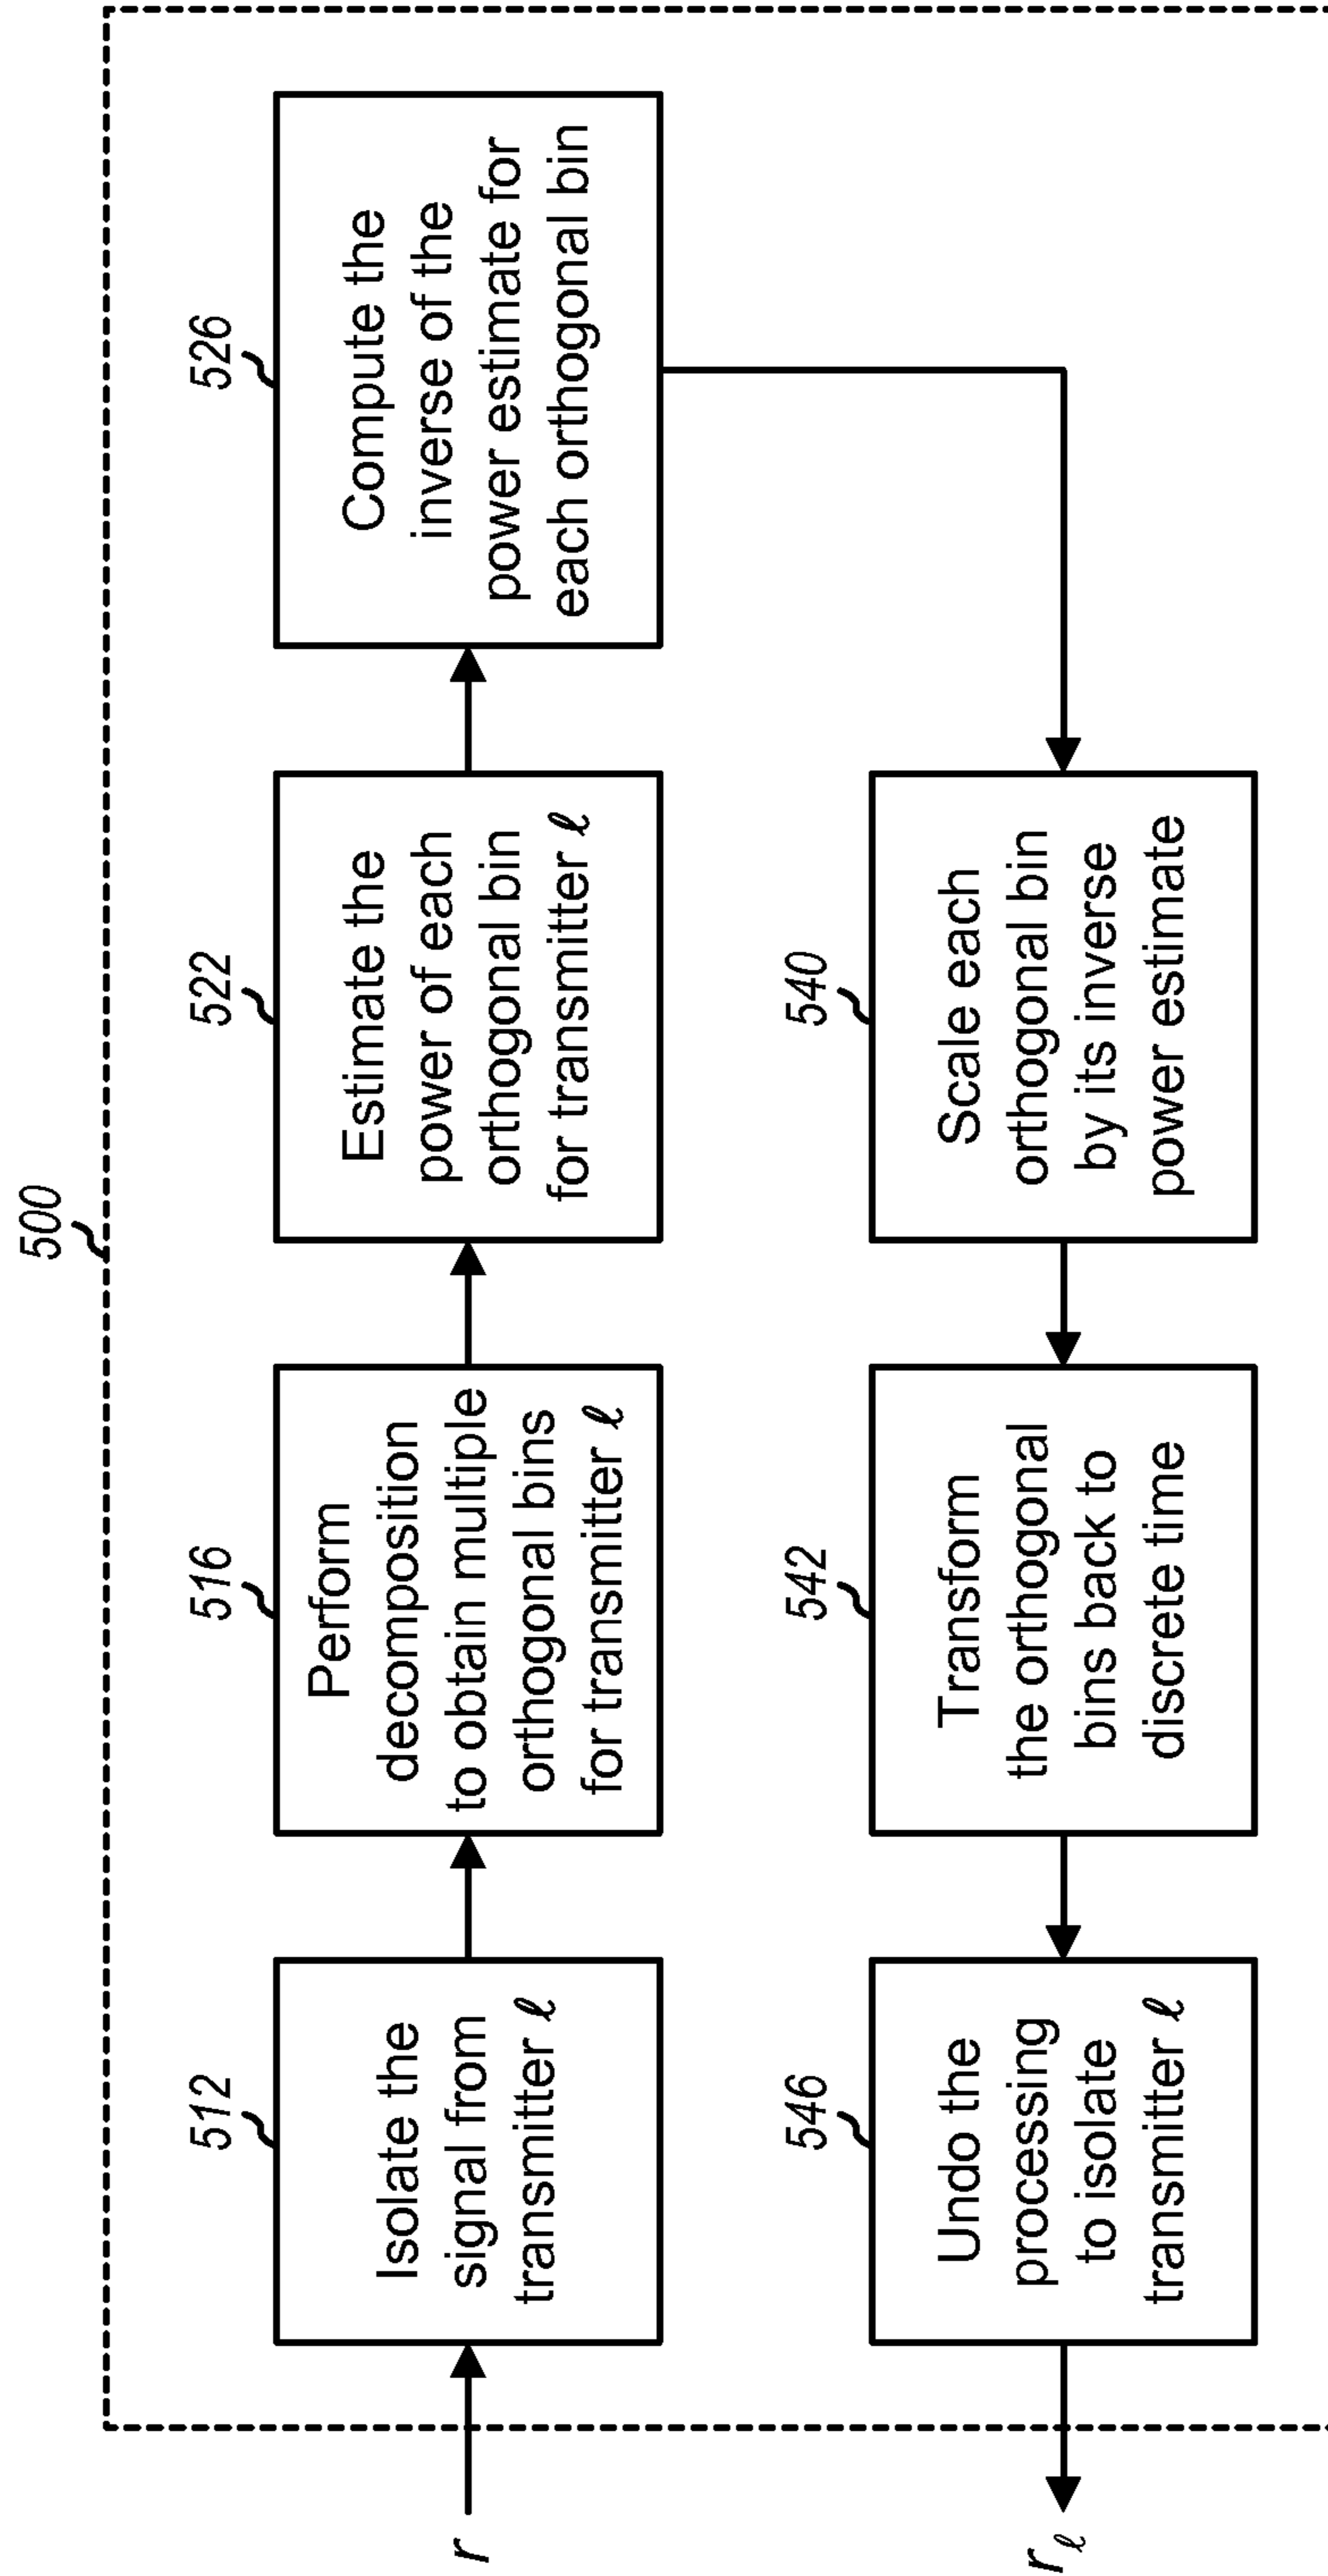 500
512
Isolate the
signal from
transmitter ℓ
516
Perform
decomposition
to obtain multiple
orthogonal bins
for transmitter ℓ
522
Estimate the
power of each
orthogonal bin
for transmitter ℓ
526
Compute the
inverse of the
power estimate for
each orthogonal bin
r
546
Undo the
processing
to isolate
transmitter ℓ
542
Transform
the orthogonal
bins back to
discrete time
540
Scale each
orthogonal bin
by its inverse
power estimate
rℓ